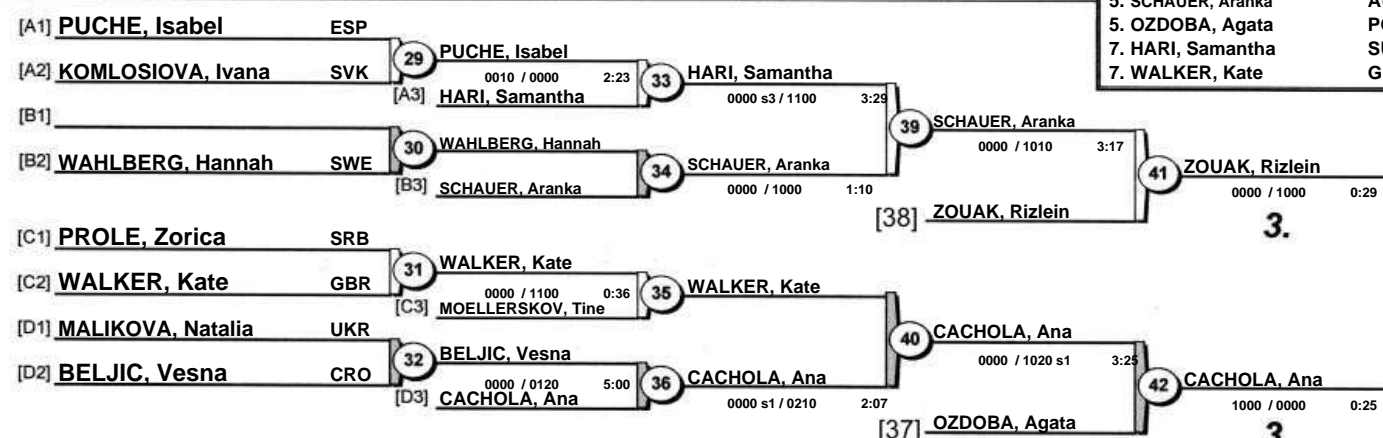 5. SCHAUER, Aranka
5. OZDOBA, Agata
7. HARI, Samantha
7. WALKER, Kate G
[A1] PUCHE, Isabel ESP
[A2] KOMLOSIOVA, Ivana SVK
29 PUCHE, Isabel
0010 / 0000 2:23
[A3] HARI, Samantha
33 HARI, Samantha
0000 s3 / 1100 3:29
[B1]
[B2] WAHLBERG, Hannah SWE
30 WAHLBERG, Hannah
[B3] SCHAUER, Aranka
34 SCHAUER, Aranka
0000 / 1000 1:10
39 SCHAUER, Aranka
0000 / 1010 3:17
[38] ZOUAK, Rizlein
41 ZOUAK, Rizlein
0000 / 1000 0:29
3.
[C1] PROLE, Zorica SRB
[C2] WALKER, Kate GBR
31 WALKER, Kate
0000 / 1100 0:36
[C3] MOELLERSKOV, Tine
35 WALKER, Kate
[D1] MALIKOVA, Natalia UKR
[D2] BELJIC, Vesna CRO
32 BELJIC, Vesna
0000 / 0120 5:00
[D3] CACHOLA, Ana
36 CACHOLA, Ana
0000 s1 / 0210 2:07
40 CACHOLA, Ana
0000 / 1020 s1 3:25
[37] OZDOBA, Agata
42 CACHOLA, Ana
1000 / 0000 0:25
3